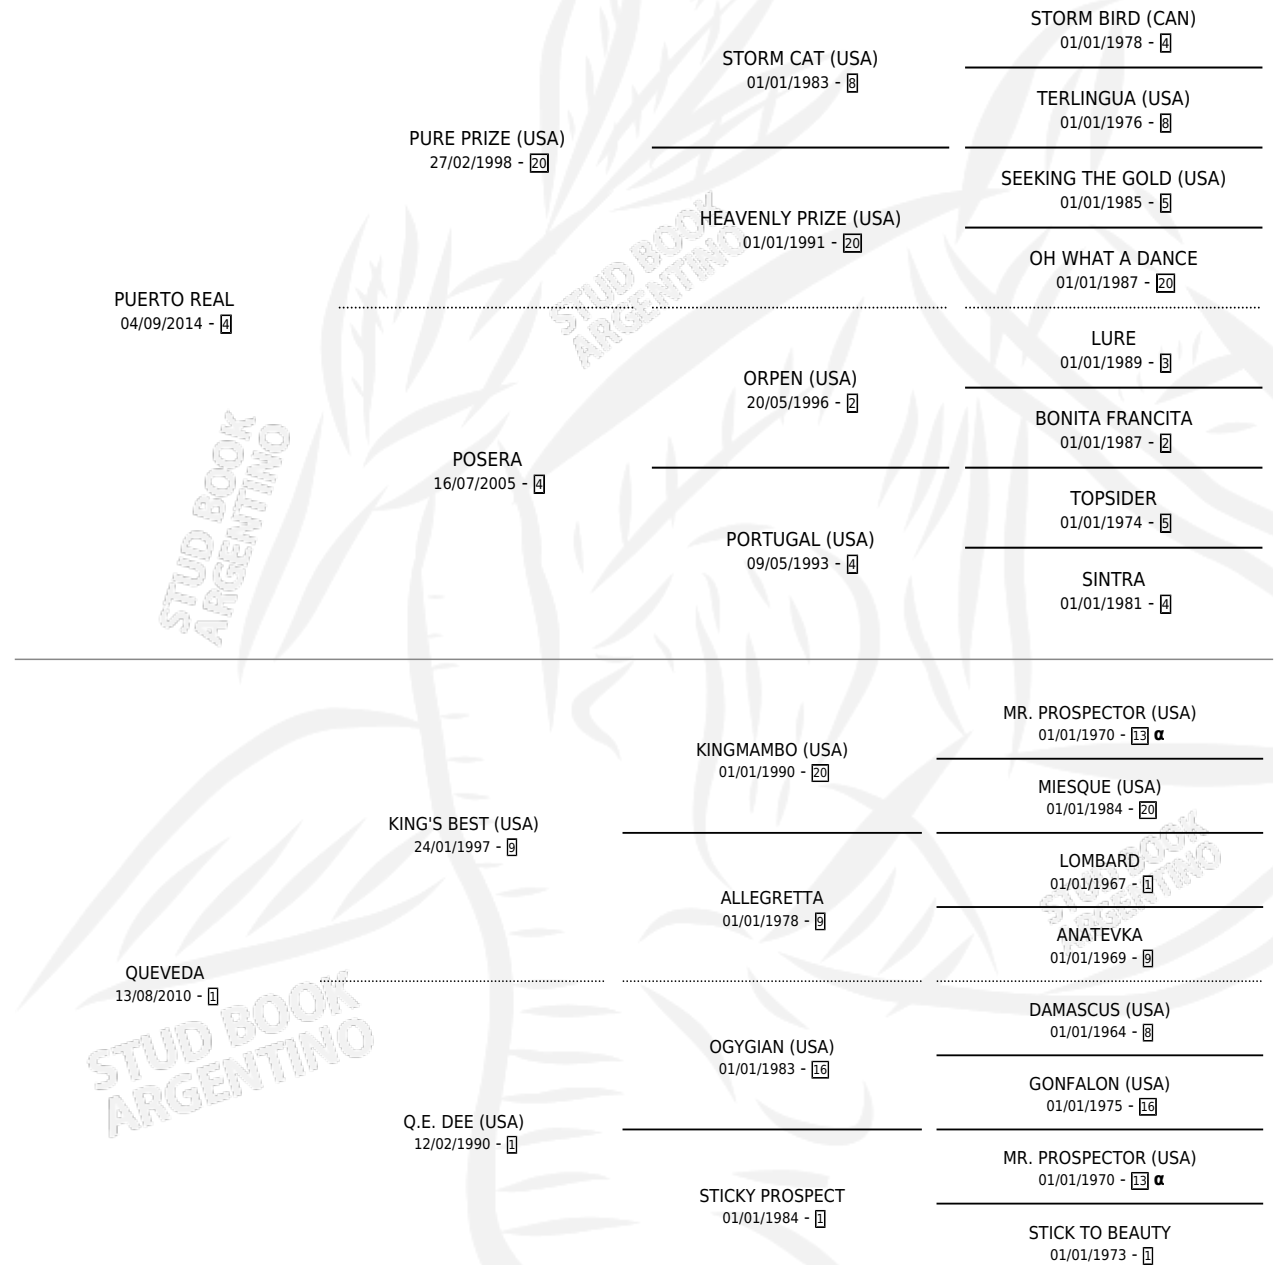 STORM BIRD (CAN)
01/01/1978 - 4
STORM CAT (USA)
01/01/1983 - 8
TERLINGUA (USA)
01/01/1976 - 8
PURE PRIZE (USA)
27/02/1998 - 20
SEEKING THE GOLD (USA)
01/01/1985 - 5
HEAVENLY PRIZE (USA)
01/01/1991 - 20
OH WHAT A DANCE
01/01/1987 - 20
PUERTO REAL
04/09/2014 - 4
LURE
01/01/1989 - 3
ORPEN (USA)
20/05/1996 - 2
BONITA FRANCITA
01/01/1987 - 2
POSERA
16/07/2005 - 4
TOPSIDER
01/01/1974 - 5
PORTUGAL (USA)
09/05/1993 - 4
SINTRA
01/01/1981 - 4
MR. PROSPECTOR (USA)
01/01/1970 - 13 α
KINGMAMBO (USA)
01/01/1990 - 20
MIESQUE (USA)
01/01/1984 - 20
KING'S BEST (USA)
24/01/1997 - 9
LOMBARD
01/01/1967 - 1
ALLEGRETTA
01/01/1978 - 9
ANATEVKA
01/01/1969 - 9
QUEVEDA
13/08/2010 - 1
DAMASCUS (USA)
01/01/1964 - 8
OGYGIAN (USA)
01/01/1983 - 16
GONFALON (USA)
01/01/1975 - 16
Q.E. DEE (USA)
12/02/1990 - 1
MR. PROSPECTOR (USA)
01/01/1970 - 13 α
STICKY PROSPECT
01/01/1984 - 1
STICK TO BEAUTY
01/01/1973 - 1
STUD BOOK
ARGENTINO
STUD BOOK
ARGENTINO
STUD BOOK
ARGENTINO
STUD BOOK
ARGENTINO